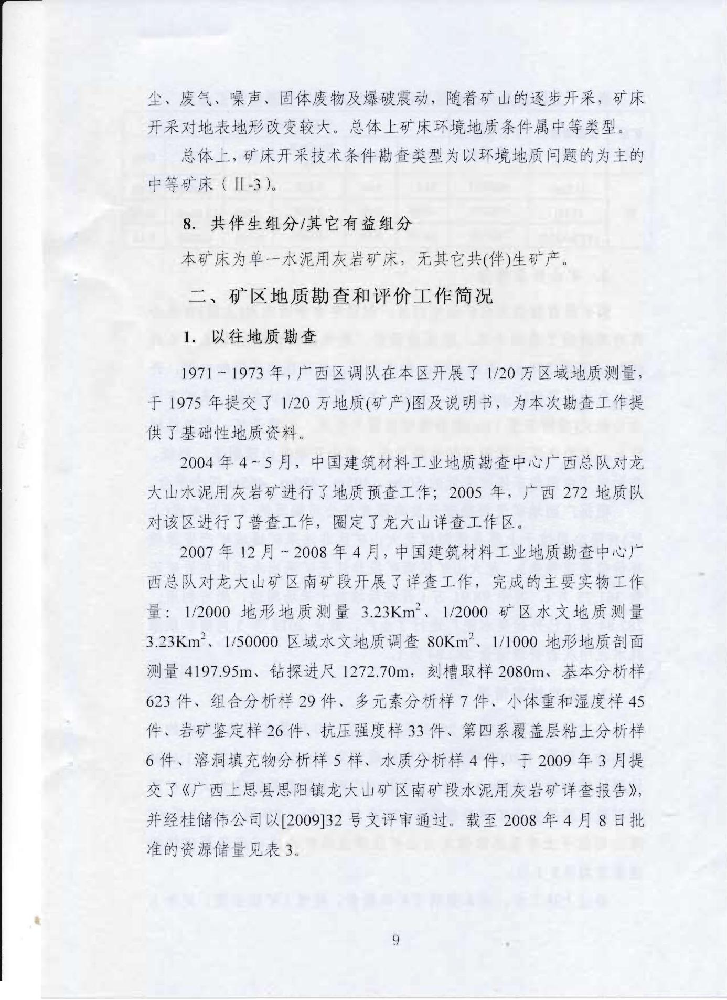 尘、废气、噪声、固体废物及爆破震动，随着矿山的逐步开采，矿床
开采对地表地形改变较大。总体上矿床环境地质条件属中等类型。
总体上，矿床开采技术条件勘查类型为以环境地质问题的为主的
中等矿床（Ⅱ-3）。
8. 共伴生组分/其它有益组分
本矿床为单一水泥用灰岩矿床，无其它共(伴)生矿产。
二、矿区地质勘查和评价工作简况
1. 以往地质勘查
1971~1973 年，广西区调队在本区开展了 1/20 万区域地质测量，
于 1975 年提交了 1/20 万地质(矿产)图及说明书，为本次勘查工作提
供了基础性地质资料。
2004 年 4~5 月，中国建筑材料工业地质勘查中心广西总队对龙
大山水泥用灰岩矿进行了地质预查工作；2005 年，广西 272 地质队
对该区进行了普查工作，圈定了龙大山详查工作区。
2007 年 12 月~2008 年 4 月，中国建筑材料工业地质勘查中心广
西总队对龙大山矿区南矿段开展了详查工作，完成的主要实物工作
量：1/2000 地形地质测量 3.23Km²、1/2000 矿区水文地质测量
3.23Km²、1/50000 区域水文地质调查 80Km²、1/1000 地形地质剖面
测量 4197.95m、钻探进尺 1272.70m，刻槽取样 2080m、基本分析样
623 件、组合分析样 29 件、多元素分析样 7 件、小体重和湿度样 45
件、岩矿鉴定样 26 件、抗压强度样 33 件、第四系覆盖层粘土分析样
6 件、溶洞填充物分析样 5 样、水质分析样 4 件，于 2009 年 3 月提
交了《广西上思县思阳镇龙大山矿区南矿段水泥用灰岩矿详查报告》，
并经桂储伟公司以[2009]32 号文评审通过。载至 2008 年 4 月 8 日批
准的资源储量见表 3。
9